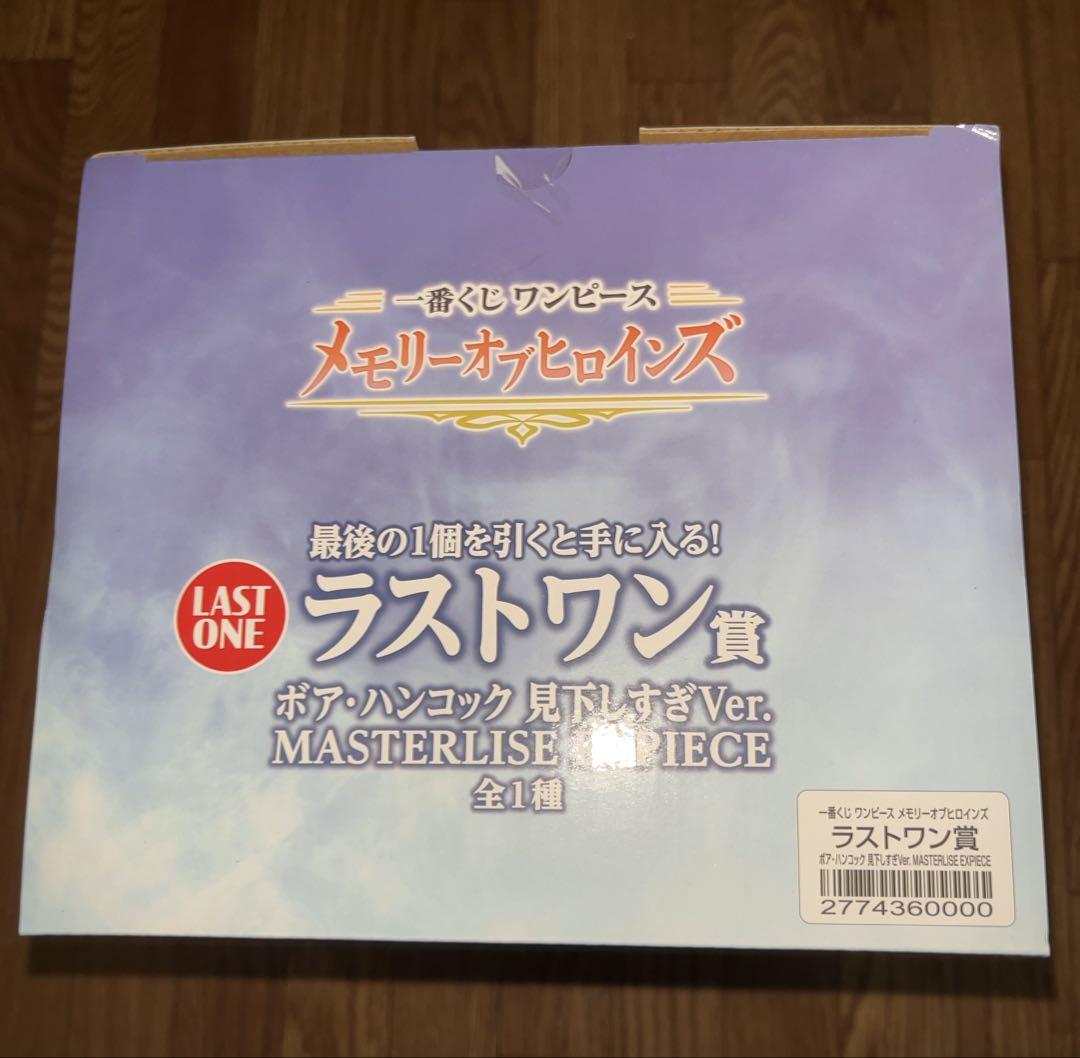 一番くじ ワンピース
メモリーオブヒロインズ
最後の1個を引くと手に入る!
LAST
ONE
ラストワン賞
ボア・ハンコック 見下しすぎVer.
MASTERLISE EXPIECE
全1種
一番くじ ワンピース メモリーオブヒロインズ
ラストワン賞
ボア・ハンコック 見下しすぎVer. MASTERLISE EXPIECE
2774360000